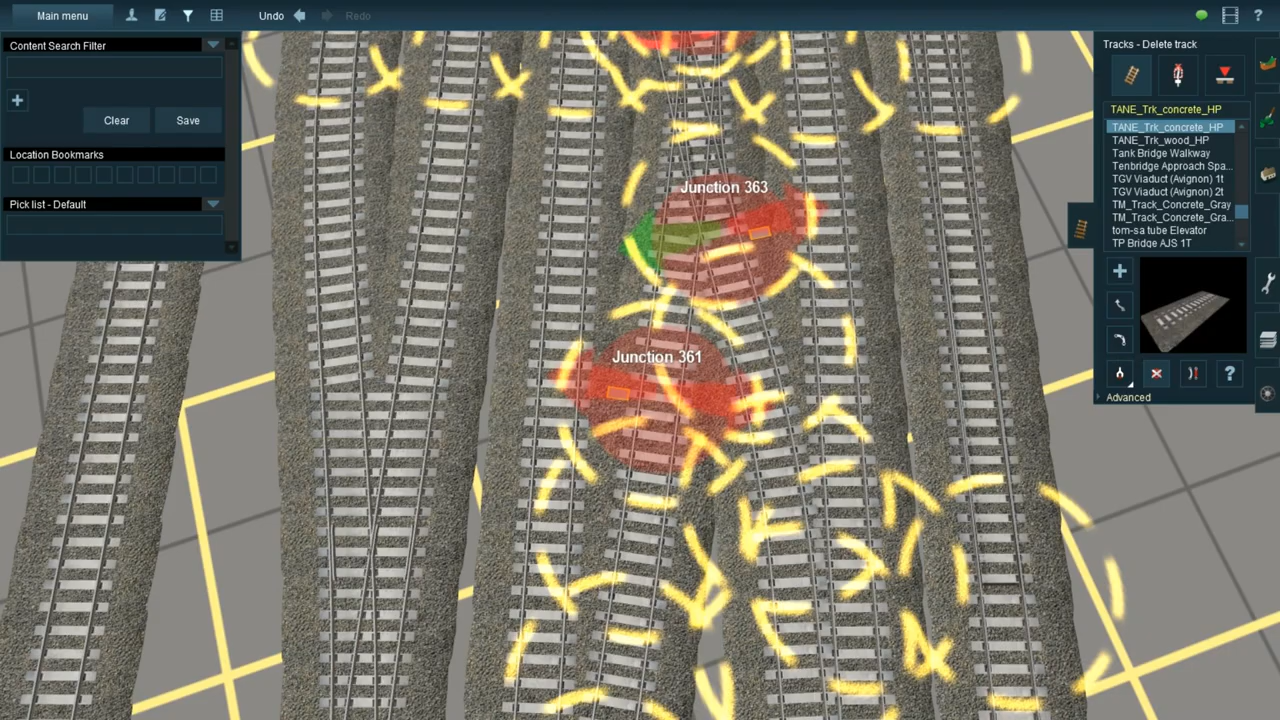 Main menu
Undo
Redo
?
Content Search Filter
Clear
Save
Location Bookmarks
Pick list - Default
Junction 363
Junction 361
Tracks - Delete track
TANE_Trk_concrete_HP
TANE_Trk_concrete_HP
TANE_Trk_wood_HP
Tank Bridge Walkway
Tenbridge Approach Spa...
TGV Viaduct (Avignon) 1t
TGV Viaduct (Avignon) 2t
TM_Track_Concrete_Gray
TM_Track_Concrete_Gra...
tom-sa tube Elevator
TP Bridge AJS 1T
?
Advanced